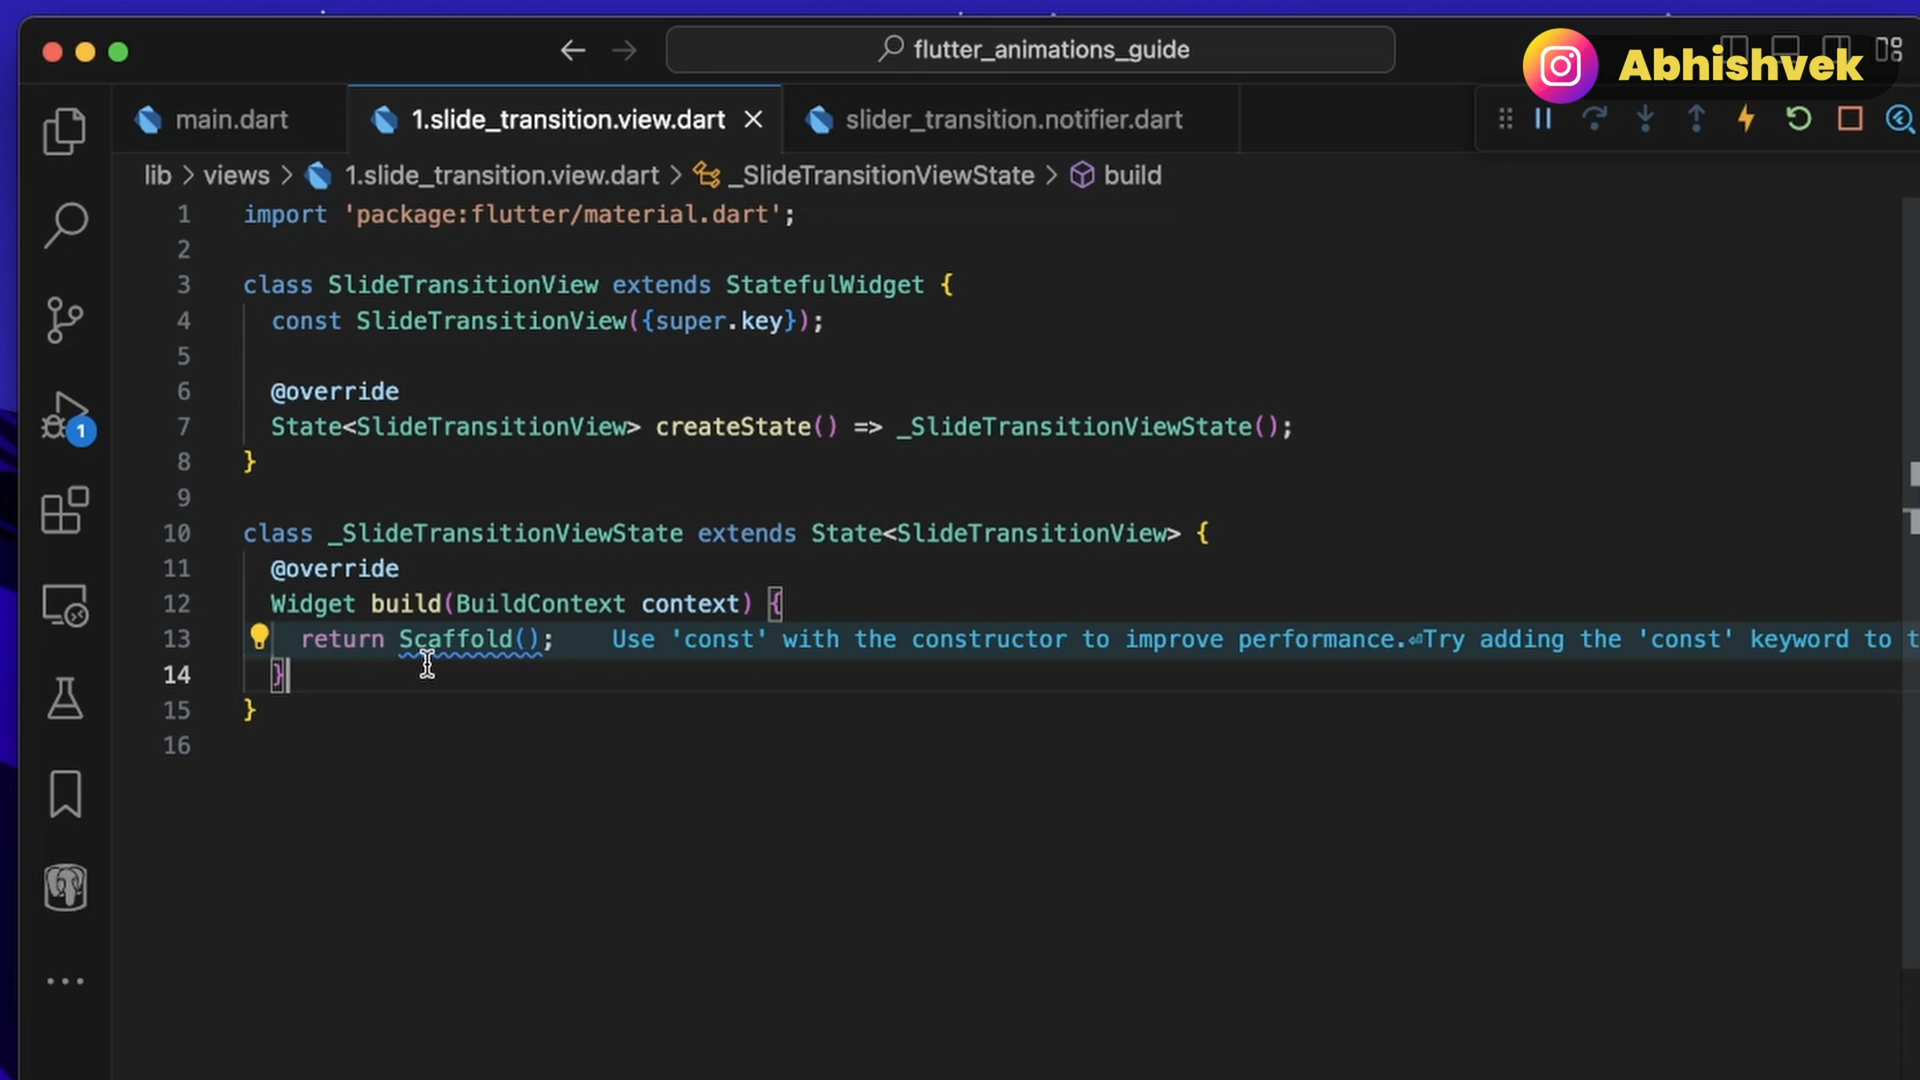 flutter_animations_guide
Abhishvek
main.dart
1.slide_transition.view.dart
slider_transition.notifier.dart
lib > views > 1.slide_transition.view.dart > _SlideTransitionViewState > build
1 import 'package:flutter/material.dart';
2
3 class SlideTransitionView extends StatefulWidget {
4 const SlideTransitionView({super.key});
5
6 @override
7 State<SlideTransitionView> createState() => _SlideTransitionViewState();
8 }
9
10 class _SlideTransitionViewState extends State<SlideTransitionView> {
11 @override
12 Widget build(BuildContext context) {
13 return Scaffold(); Use 'const' with the constructor to improve performance.⏎Try adding the 'const' keyword to t
14 }
15 }
16
1